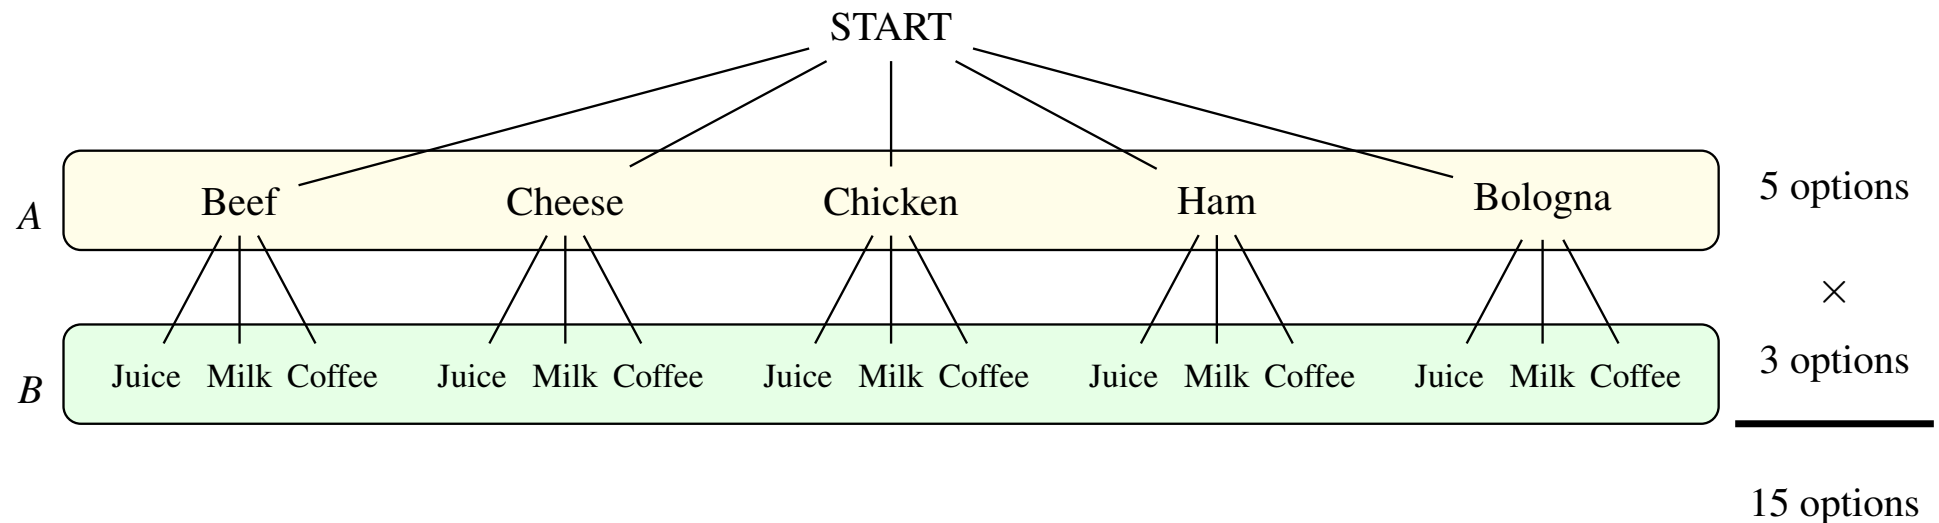 START
Beef Cheese Chicken Ham Bologna 5 options
A
×
Juice Milk Coffee Juice Milk Coffee Juice Milk Coffee Juice Milk Coffee Juice Milk Coffee 3 options
B
15 options